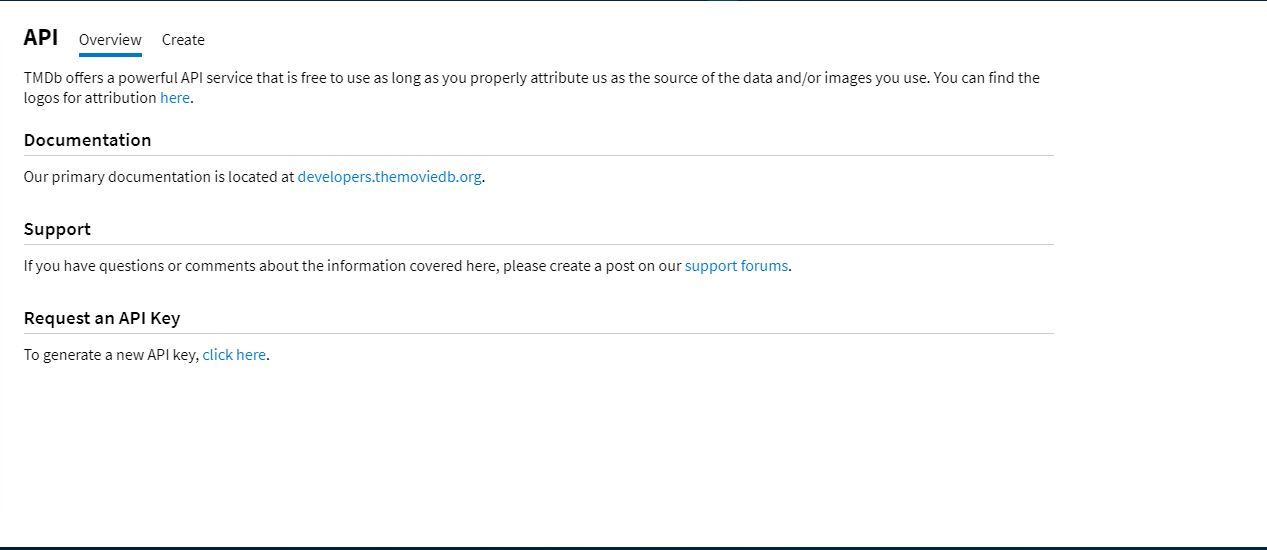 API Overview Create
TMDb offers a powerful API service that is free to use as long as you properly attribute us as the source of the data and/or images you use. You can find the
logos for attribution here.
Documentation
Our primary documentation is located at developers.themoviedb.org.
Support
If you have questions or comments about the information covered here, please create a post on our support forums.
Request an API Key
To generate a new API key, click here.